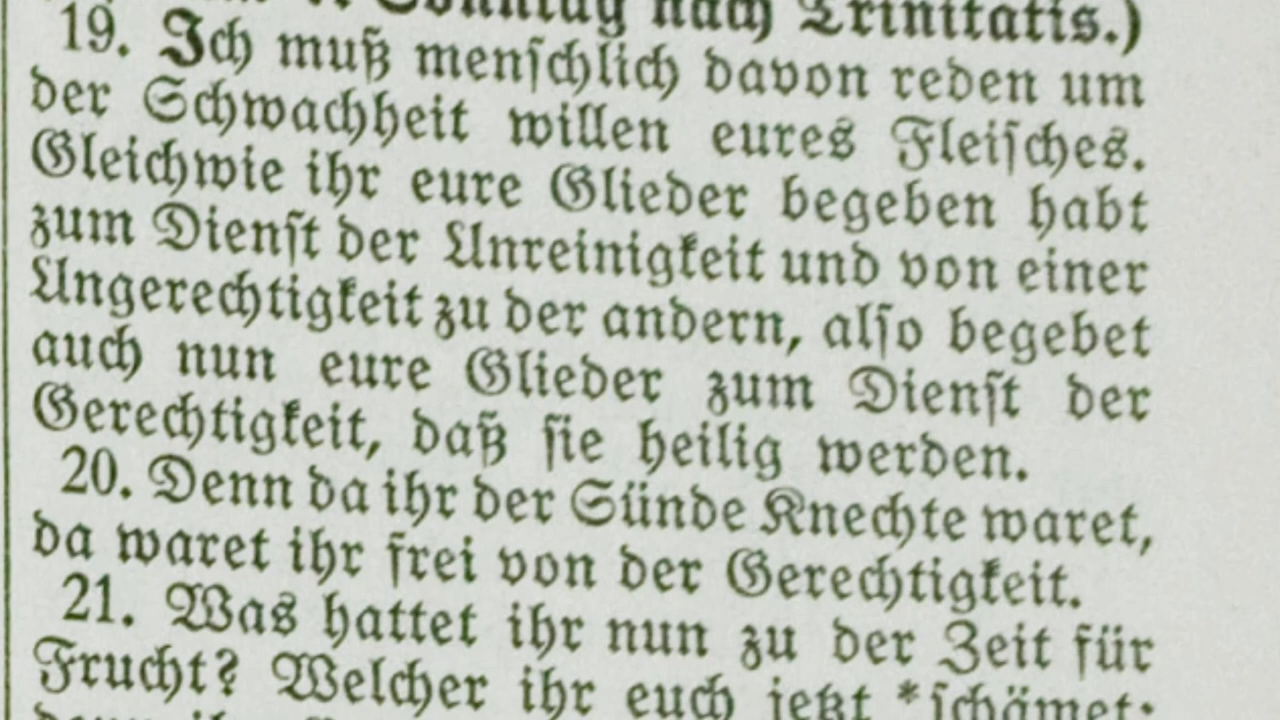 Sonntag nach Trinitatis.)
19. Ich muß menschlich davon reden um
der Schwachheit willen eures Fleisches.
Gleichwie ihr eure Glieder begeben habt
zum Dienst der Unreinigkeit und von einer
Ungerechtigkeit zu der andern, also begebet
auch nun eure Glieder zum Dienst der
Gerechtigkeit, daß sie heilig werden.
20. Denn da ihr der Sünde Knechte waret,
da waret ihr frei von der Gerechtigkeit.
21. Was hattet ihr nun zu der Zeit für
Frucht? Welcher ihr euch jetzt *schämet;